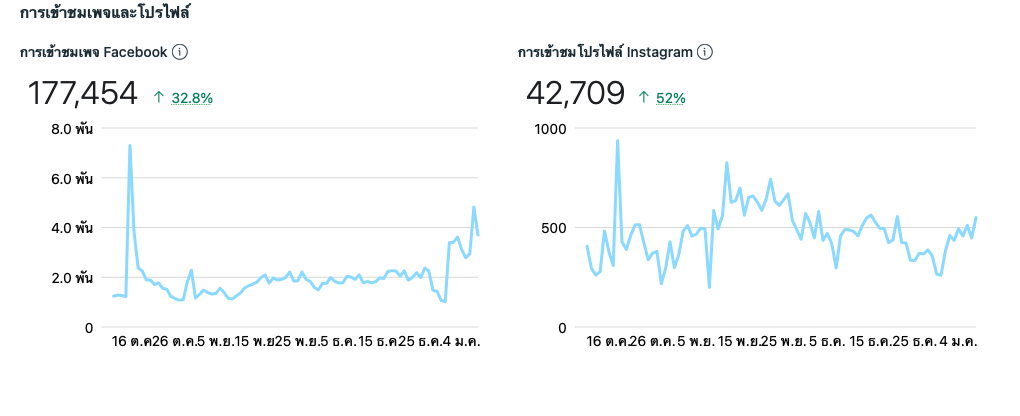 การเข้าชมเพจและโปรไฟล์
การเข้าชมเพจ Facebook
177,454 ↑ 32.8%
8.0 พัน
6.0 พัน
4.0 พัน
2.0 พัน
0
16 ต.ค.26 ต.ค.5 พ.ย.15 พ.ย.25 พ.ย.5 ธ.ค.15 ธ.ค.25 ธ.ค.4 ม.ค.
การเข้าชมโปรไฟล์ Instagram
42,709 ↑ 52%
1000
500
0
16 ต.ค.26 ต.ค. 5 พ.ย. 15 พ.ย.25 พ.ย. 5 ธ.ค. 15 ธ.ค.25 ธ.ค. 4 ม.ค.